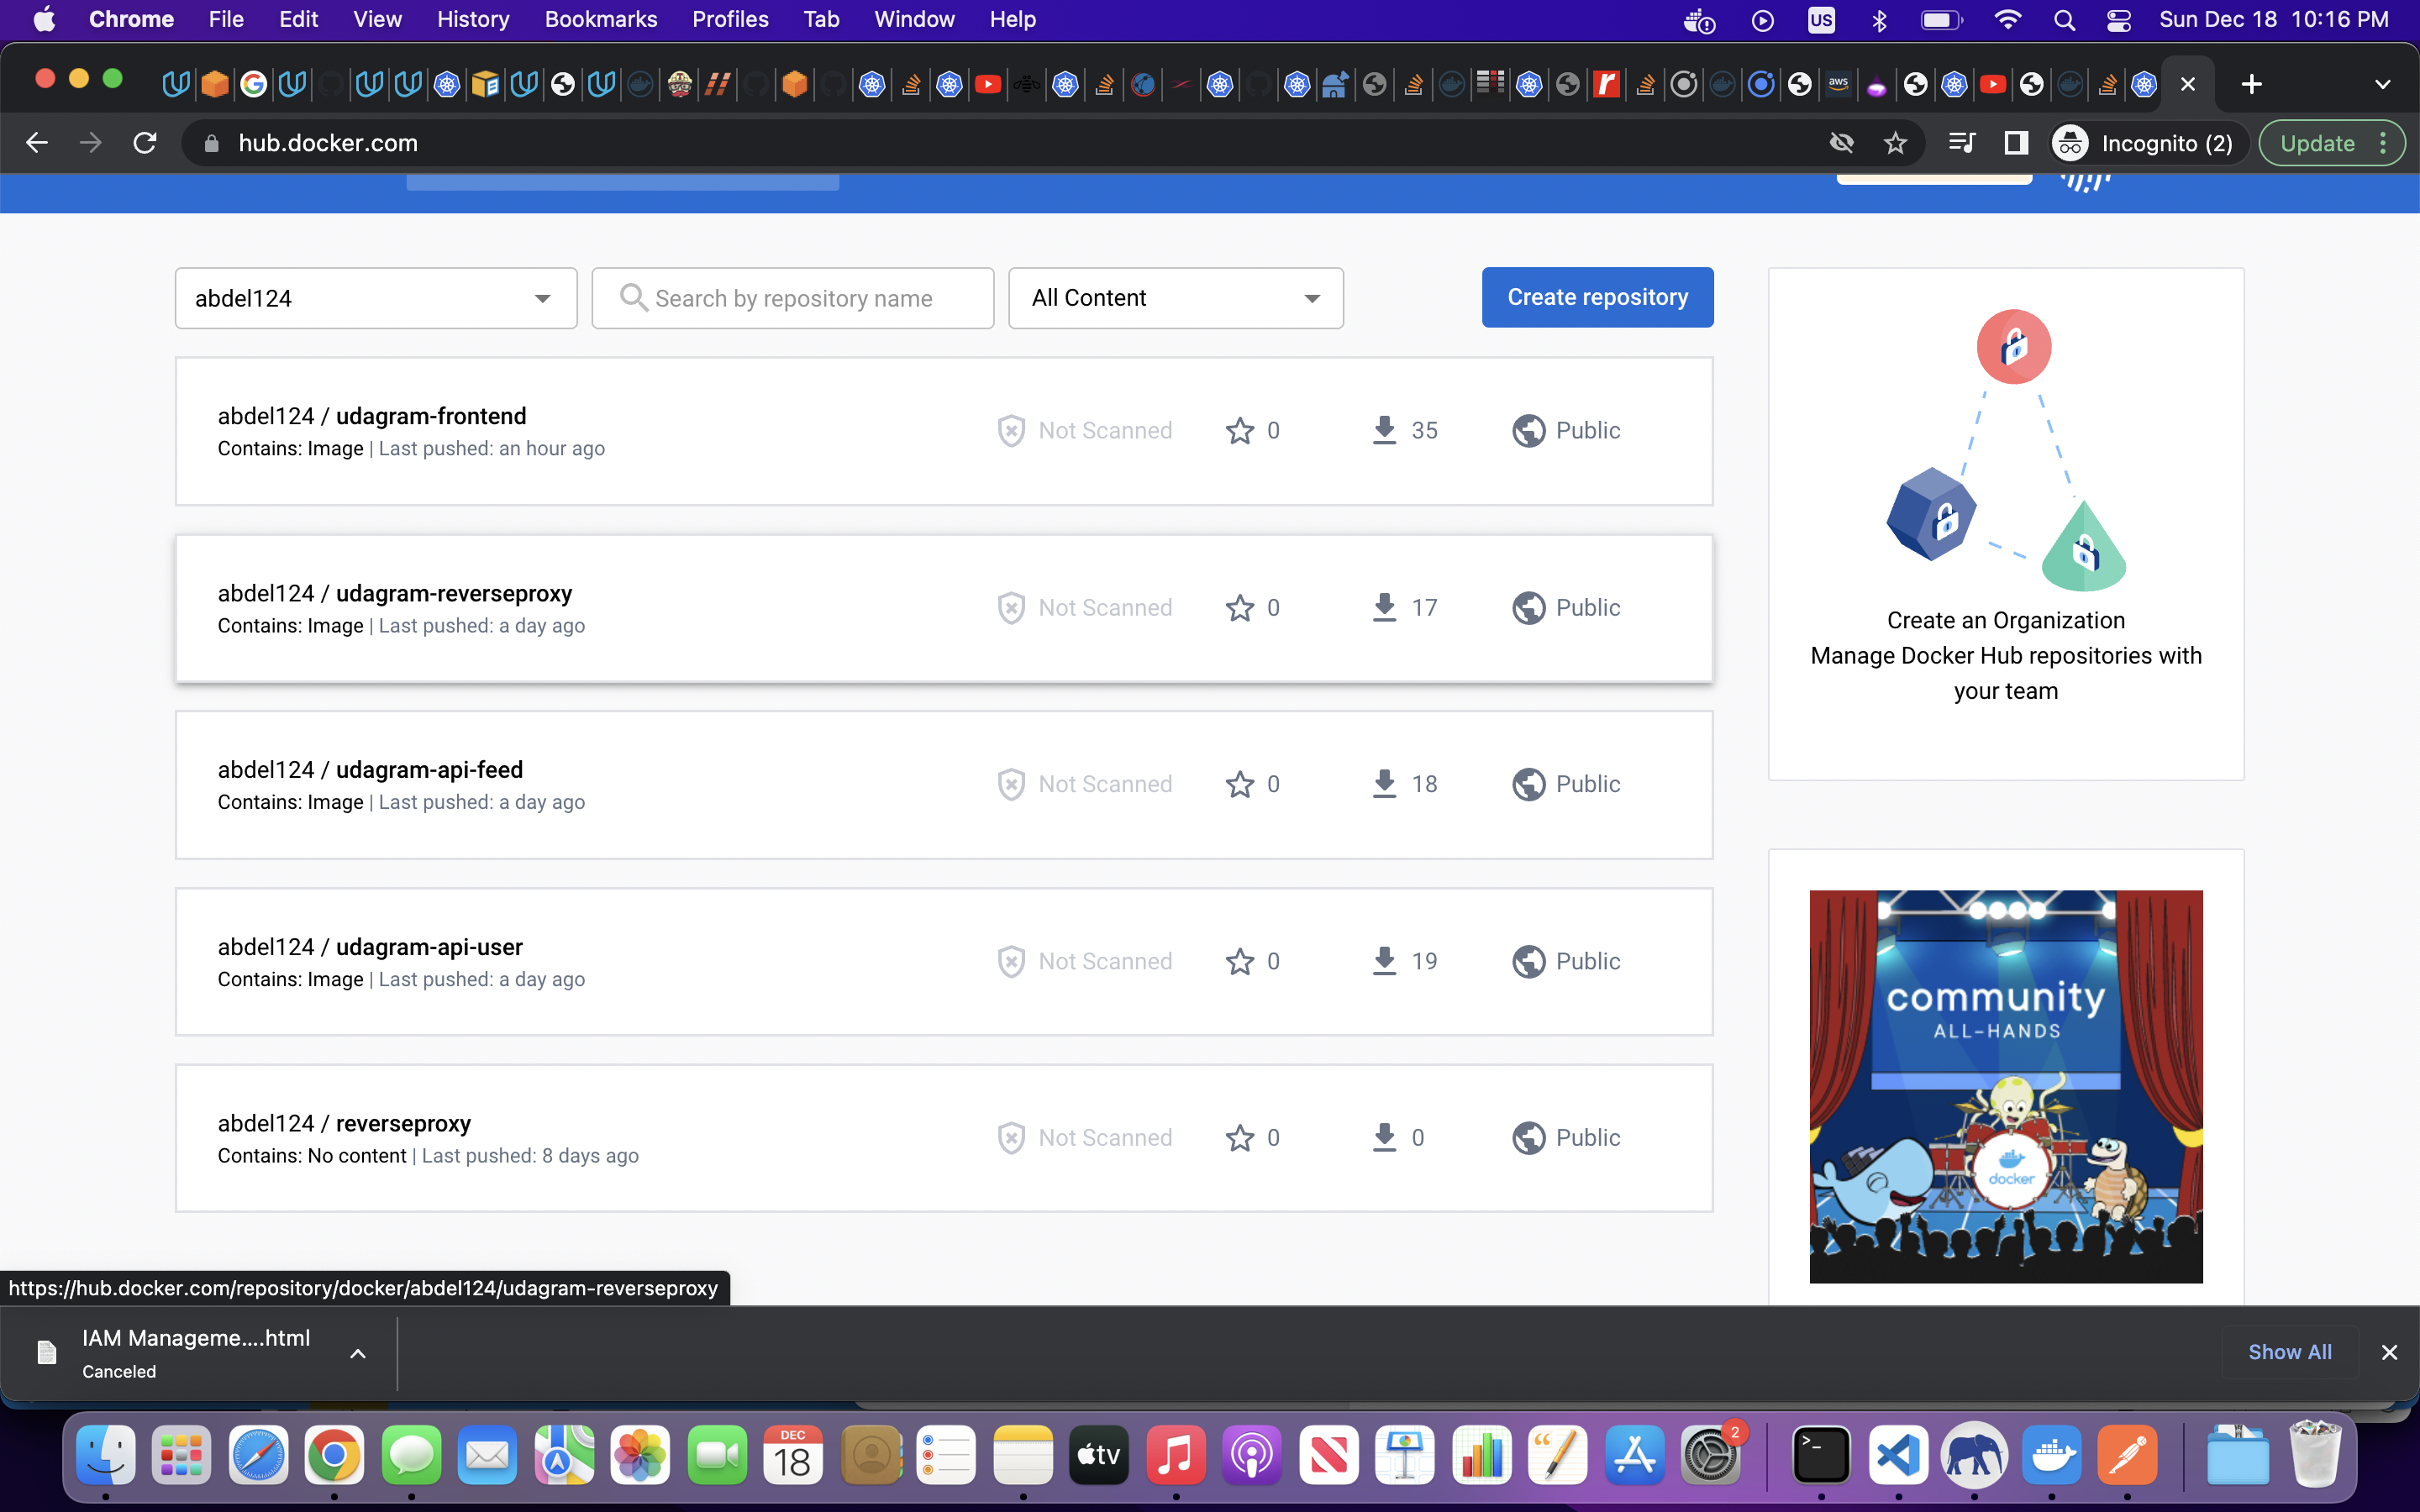 Chrome File Edit View History Bookmarks Profiles Tab Window Help US Sun Dec 18 10:16 PM
aws
hub.docker.com Incognito (2) Update
abdel124 Search by repository name All Content Create repository
abdel124 / udagram-frontend
Contains: Image | Last pushed: an hour ago
Not Scanned 0 35 Public
abdel124 / udagram-reverseproxy
Contains: Image | Last pushed: a day ago
Not Scanned 0 17 Public
abdel124 / udagram-api-feed
Contains: Image | Last pushed: a day ago
Not Scanned 0 18 Public
abdel124 / udagram-api-user
Contains: Image | Last pushed: a day ago
Not Scanned 0 19 Public
abdel124 / reverseproxy
Contains: No content | Last pushed: 8 days ago
Not Scanned 0 0 Public
Create an Organization
Manage Docker Hub repositories with
your team
community
ALL-HANDS
docker
https://hub.docker.com/repository/docker/abdel124/udagram-reverseproxy
IAM Manageme....html
Canceled
Show All
DEC
18
tv
2